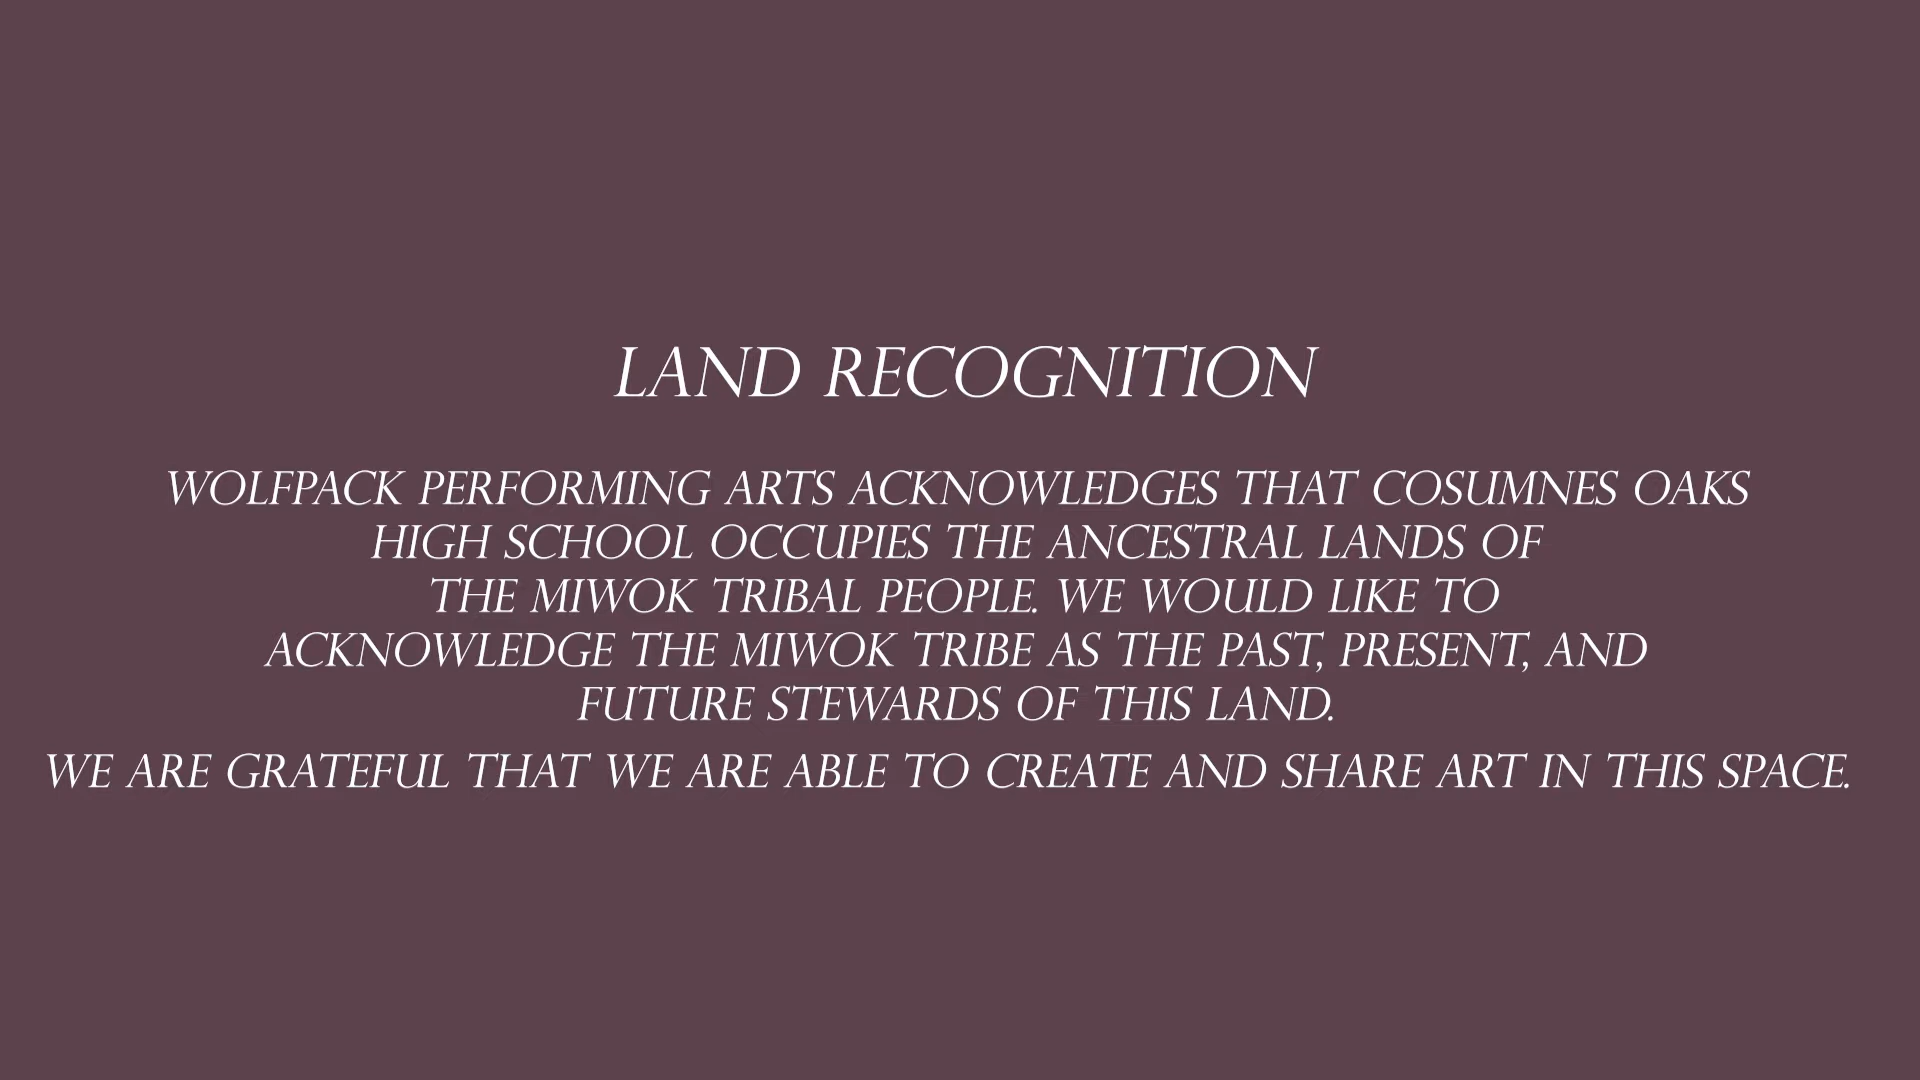 LAND RECOGNITION
WOLFPACK PERFORMING ARTS ACKNOWLEDGES THAT COSUMNES OAKS
HIGH SCHOOL OCCUPIES THE ANCESTRAL LANDS OF
THE MIWOK TRIBAL PEOPLE. WE WOULD LIKE TO
ACKNOWLEDGE THE MIWOK TRIBE AS THE PAST, PRESENT, AND
FUTURE STEWARDS OF THIS LAND.
WE ARE GRATEFUL THAT WE ARE ABLE TO CREATE AND SHARE ART IN THIS SPACE.